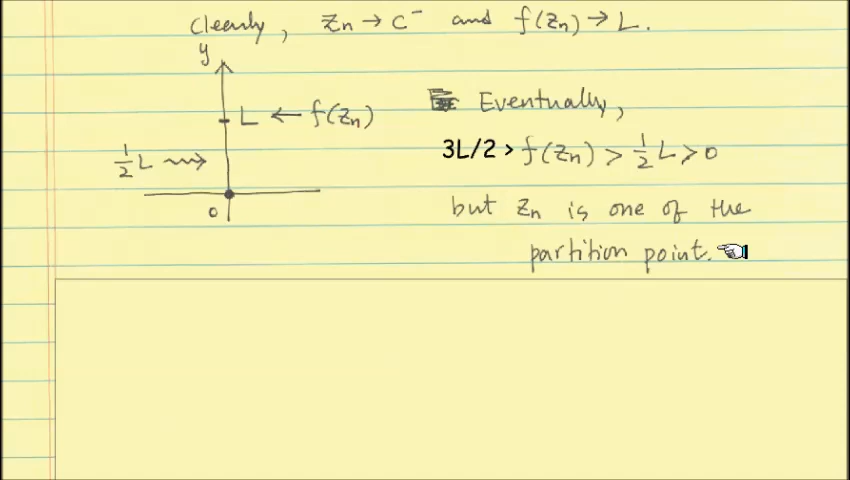 Clearly, Zn → C⁻ and f(Zn) → L.
y
L ← f(Zn)
Eventually,
½L ⇝
3L/2 > f(Zn) > ½L > 0
0
but Zn is one of the
partition point.